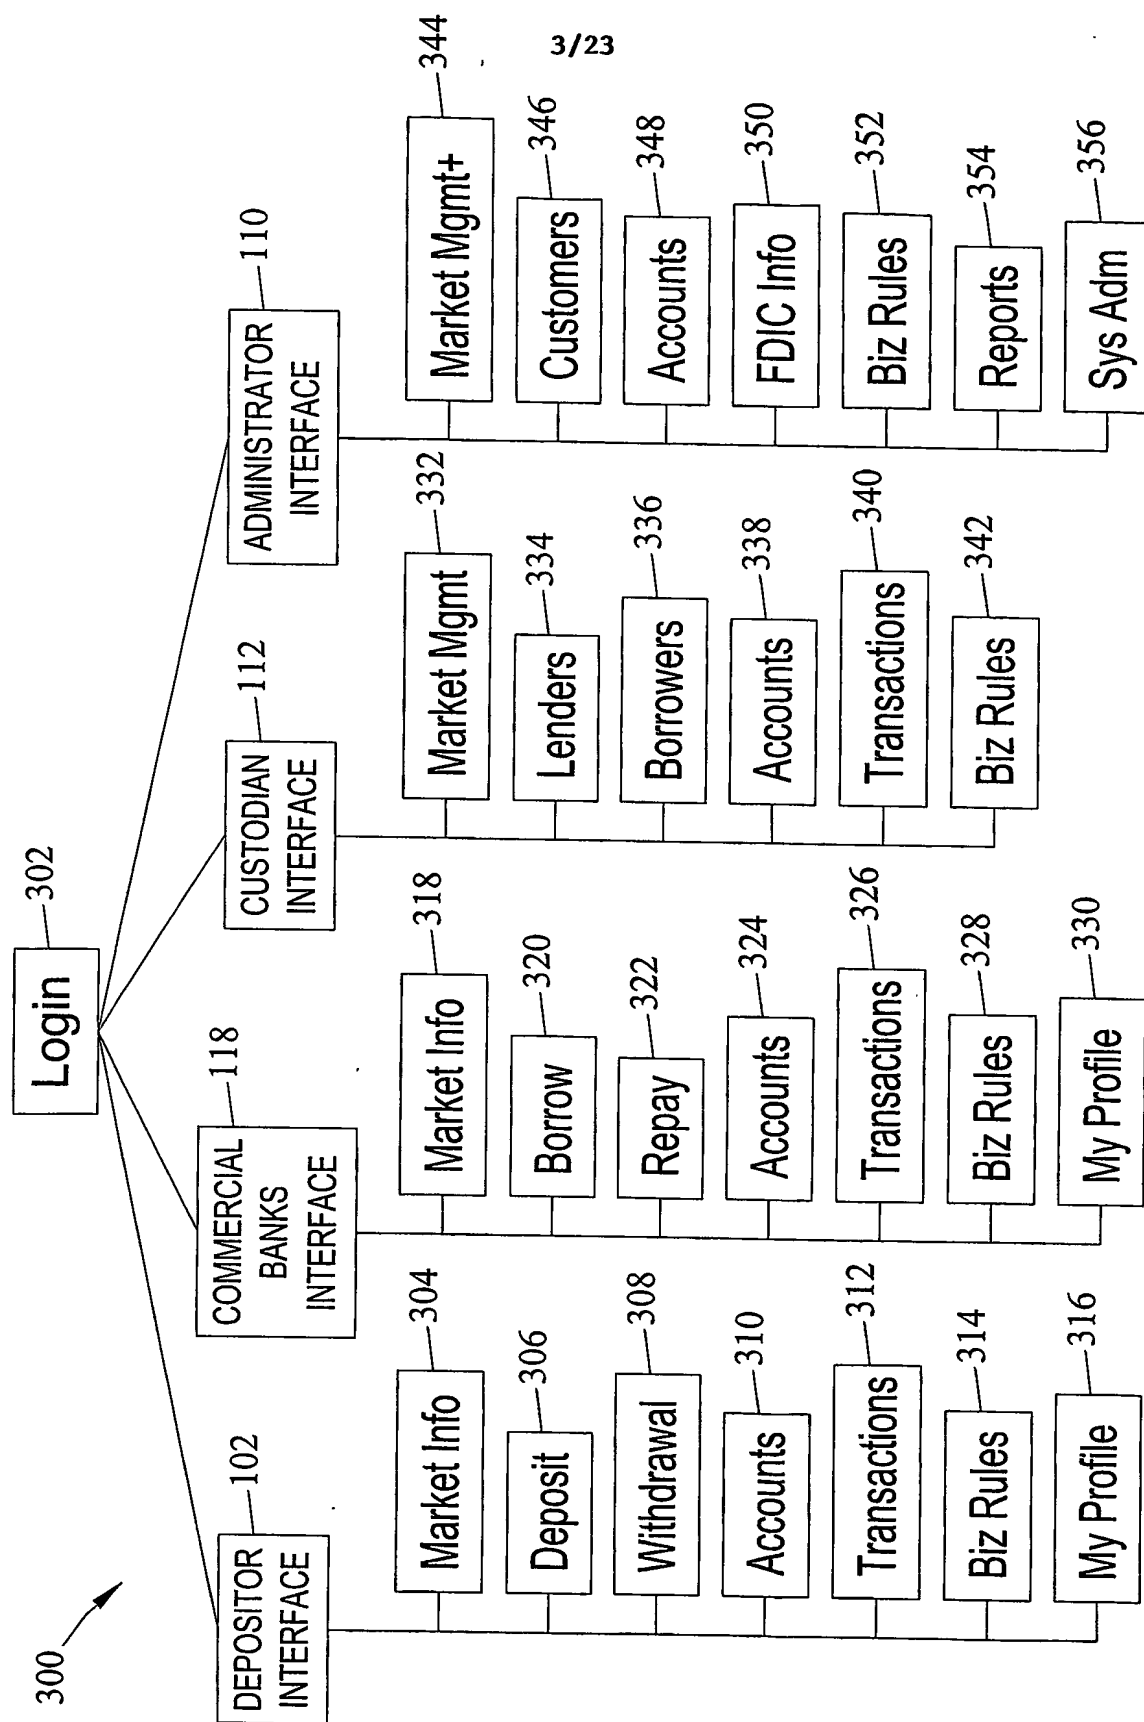 3/23
300
Login
302
DEPOSITOR
INTERFACE
102
Market Info
304
Deposit
306
Withdrawal
308
Accounts
310
Transactions
312
Biz Rules
314
My Profile
316
COMMERCIAL
BANKS
INTERFACE
118
Market Info
318
Borrow
320
Repay
322
Accounts
324
Transactions
326
Biz Rules
328
My Profile
330
CUSTODIAN
INTERFACE
112
Market Mgmt
332
Lenders
334
Borrowers
336
Accounts
338
Transactions
340
Biz Rules
342
ADMINISTRATOR
INTERFACE
110
Market Mgmt+
344
Customers
346
Accounts
348
FDIC Info
350
Biz Rules
352
Reports
354
Sys Adm
356